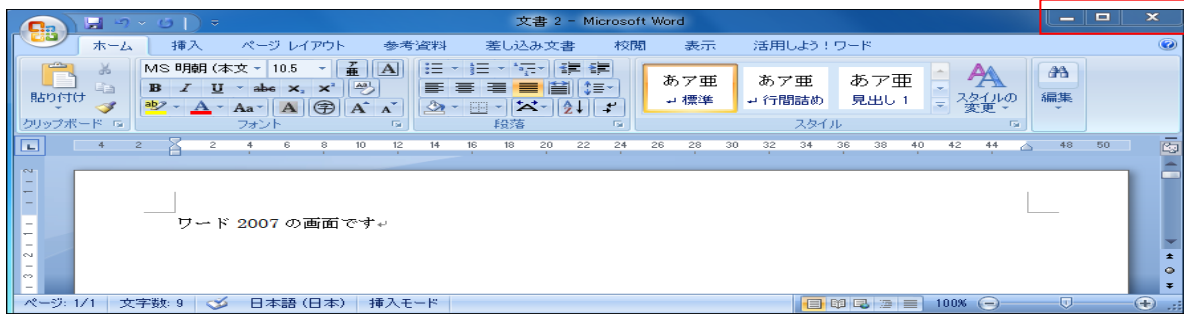 文書 2 - Microsoft Word
ホーム 挿入 ページ レイアウト 参考資料 差し込み文書 校閲 表示 活用しよう！ワード
貼り付け
MS 明朝 (本文 10.5
B I U abe x₂ x²
Aa A 字 A A
あア亜 あア亜 あア亜
標準 行間詰め 見出し 1
スタイルの変更
編集
クリップボード フォント 段落 スタイル
4 2 2 4 6 8 10 12 14 16 18 20 22 24 26 28 30 32 34 36 38 40 42 44 48 50
ワード 2007 の画面です
ページ: 1/1 文字数: 9 日本語 (日本) 挿入モード 100%